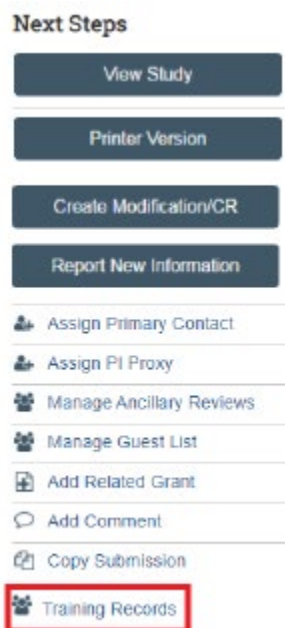 Next Steps
View Study
Printer Version
Create Modification/CR
Report New Information
Assign Primary Contact
Assign PI Proxy
Manage Ancillary Reviews
Manage Guest List
Add Related Grant
Add Comment
Copy Submission
Training Records